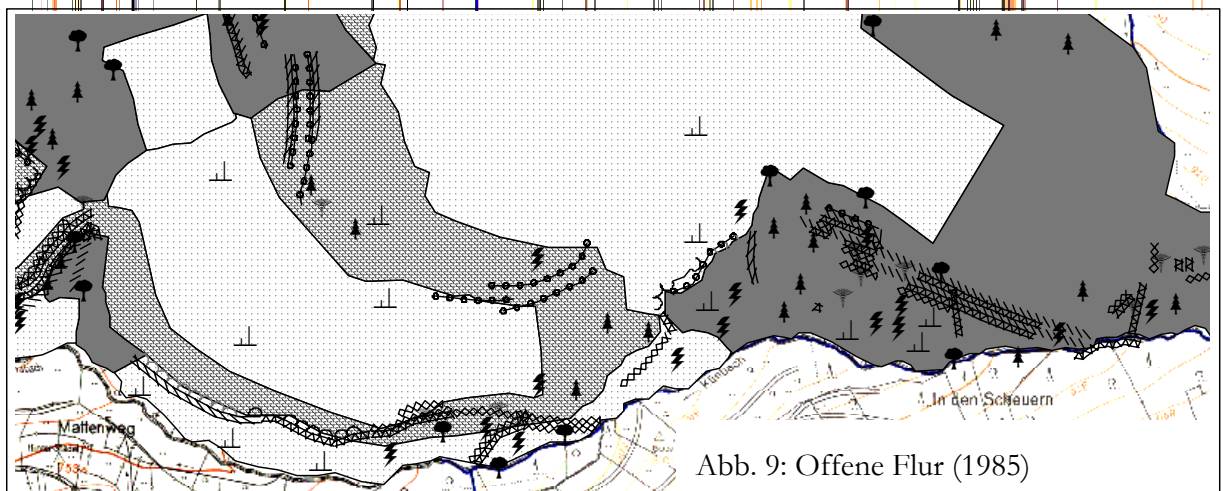 In den Scheuern
Mattenweg
Abb. 9: Offene Flur (1985)